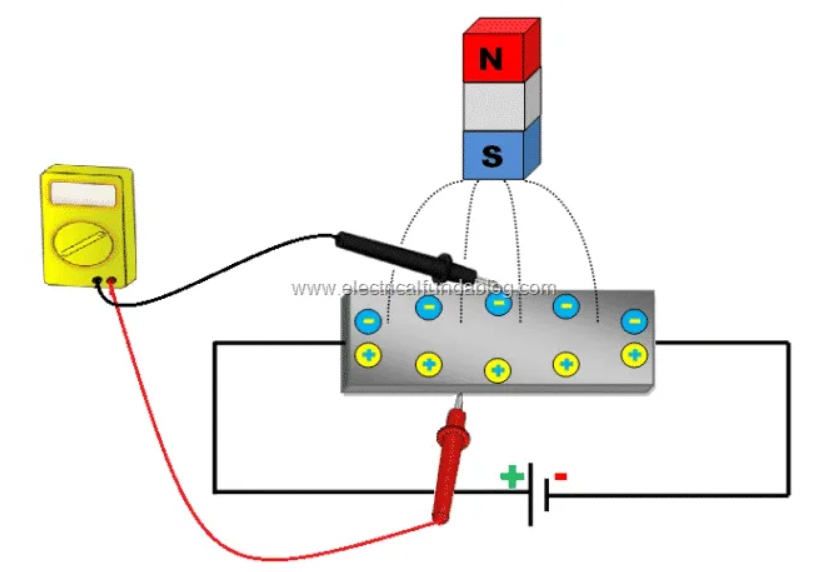 N
S
www.electricalfundablog.com
- - - - -
+ + + + +
+ -